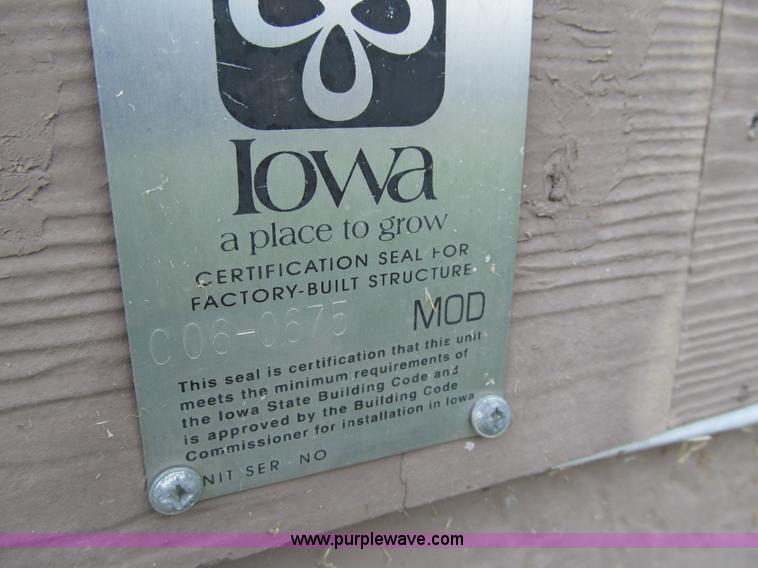 Iowa
a place to grow
CERTIFICATION SEAL FOR
FACTORY-BUILT STRUCTURE
C06-0675 MOD
This seal is certification that this unit
meets the minimum requirements of
the Iowa State Building Code and
is approved by the Building Code
Commissioner for installation in Iowa
NIT SER NO
www.purplewave.com